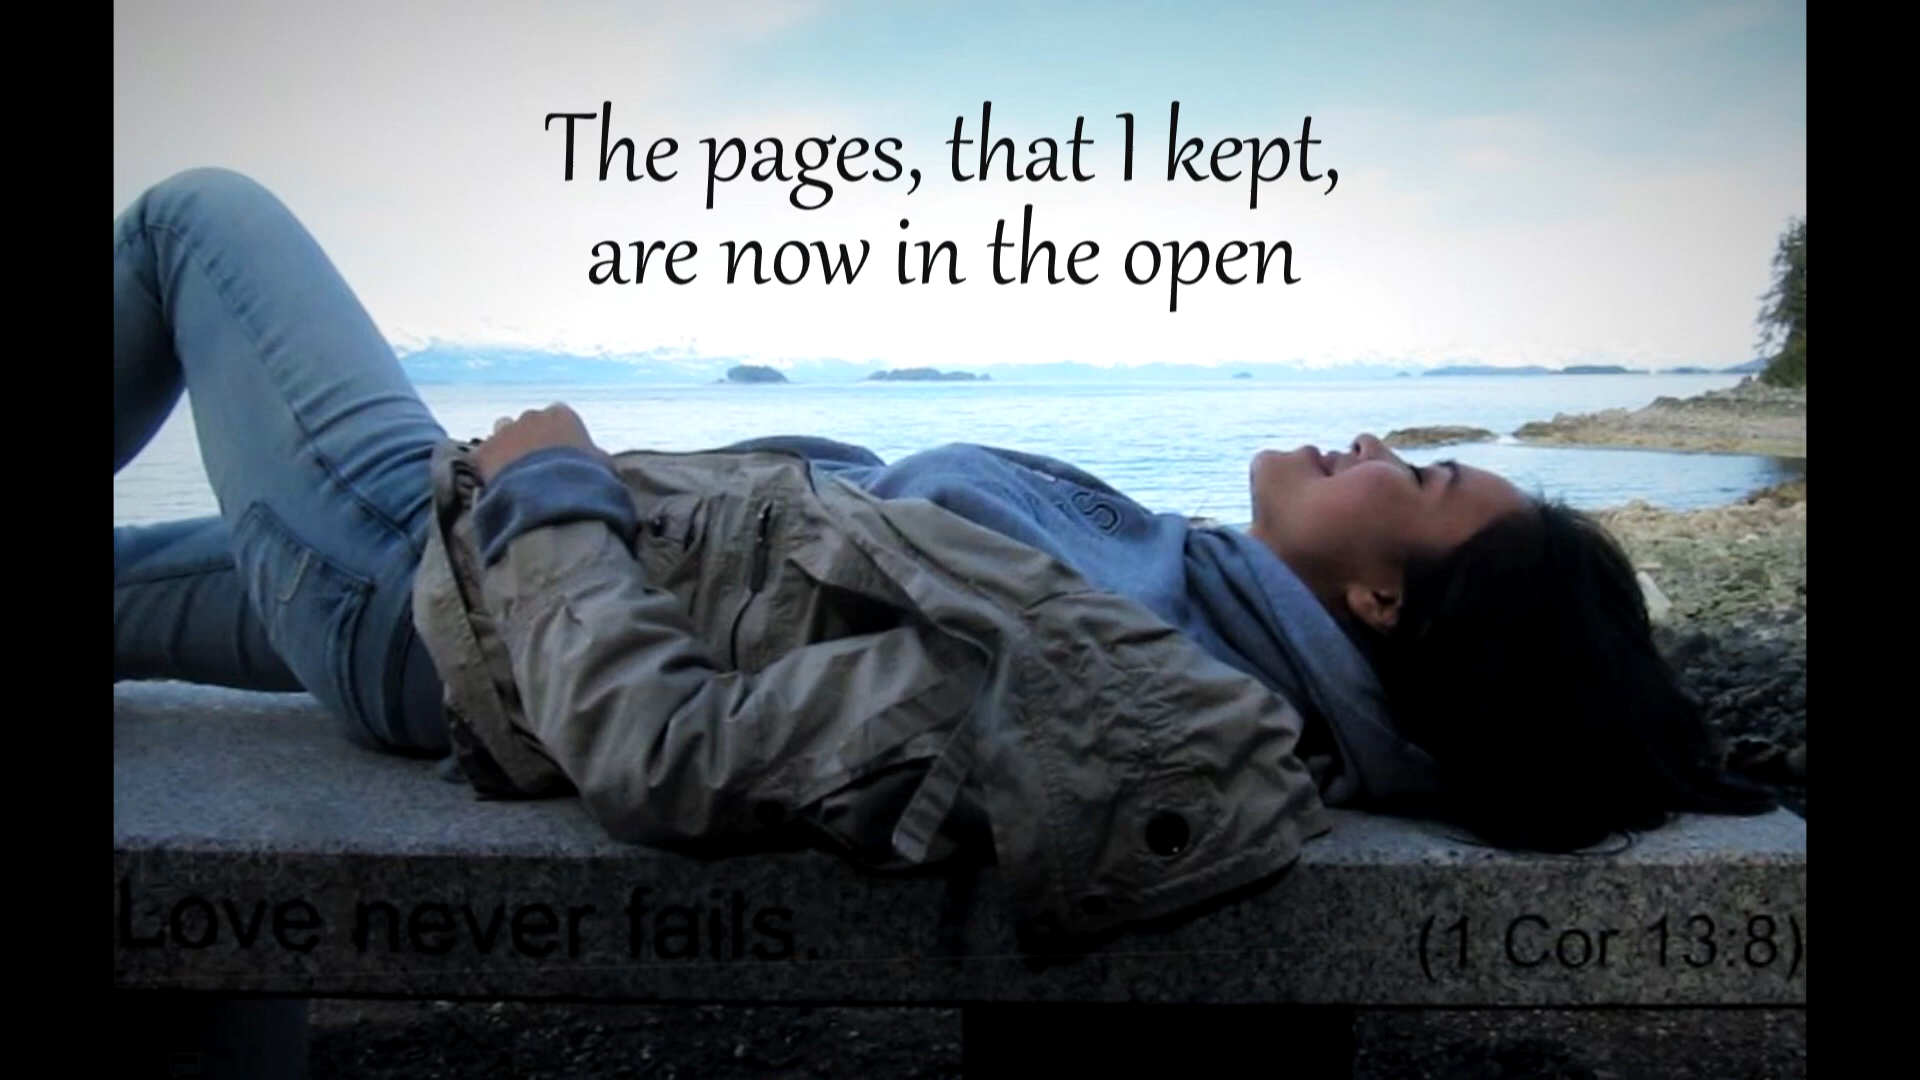 The pages, that I kept,
are now in the open
S
Love never fails.
(1 Cor 13:8)